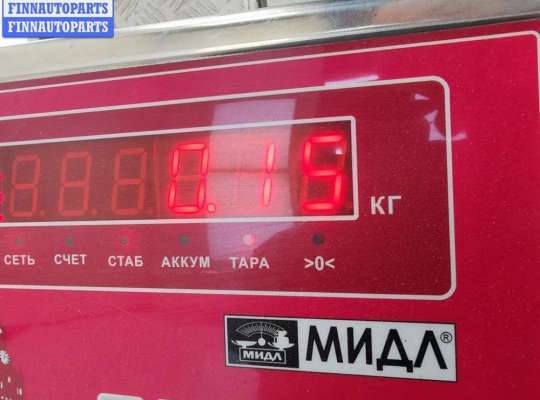 FINNAUTOPARTS
FINNAUTOPARTS
0.15 КГ
СЕТЬ СЧЕТ СТАБ АККУМ ТАРА >0<
МИДЛ МИДЛ®